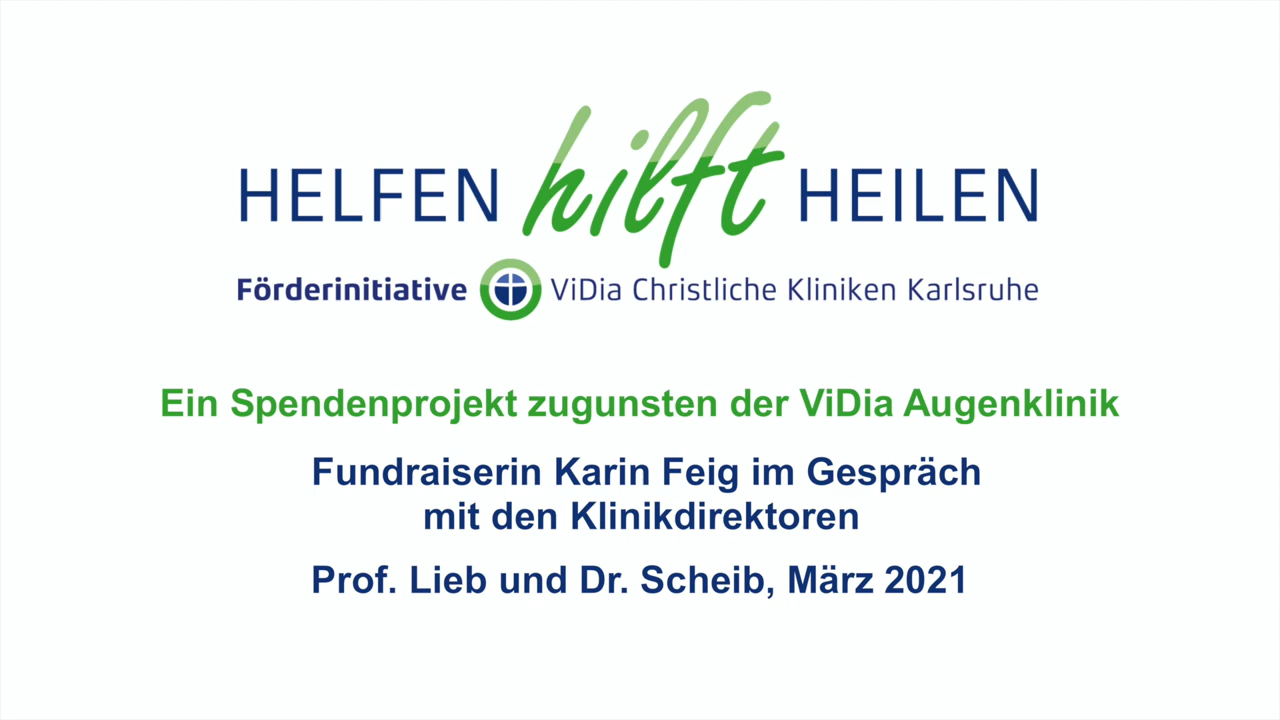 HELFEN hilft HEILEN
Förderinitiative ViDia Christliche Kliniken Karlsruhe
Ein Spendenprojekt zugunsten der ViDia Augenklinik
Fundraiserin Karin Feig im Gespräch
mit den Klinikdirektoren
Prof. Lieb und Dr. Scheib, März 2021